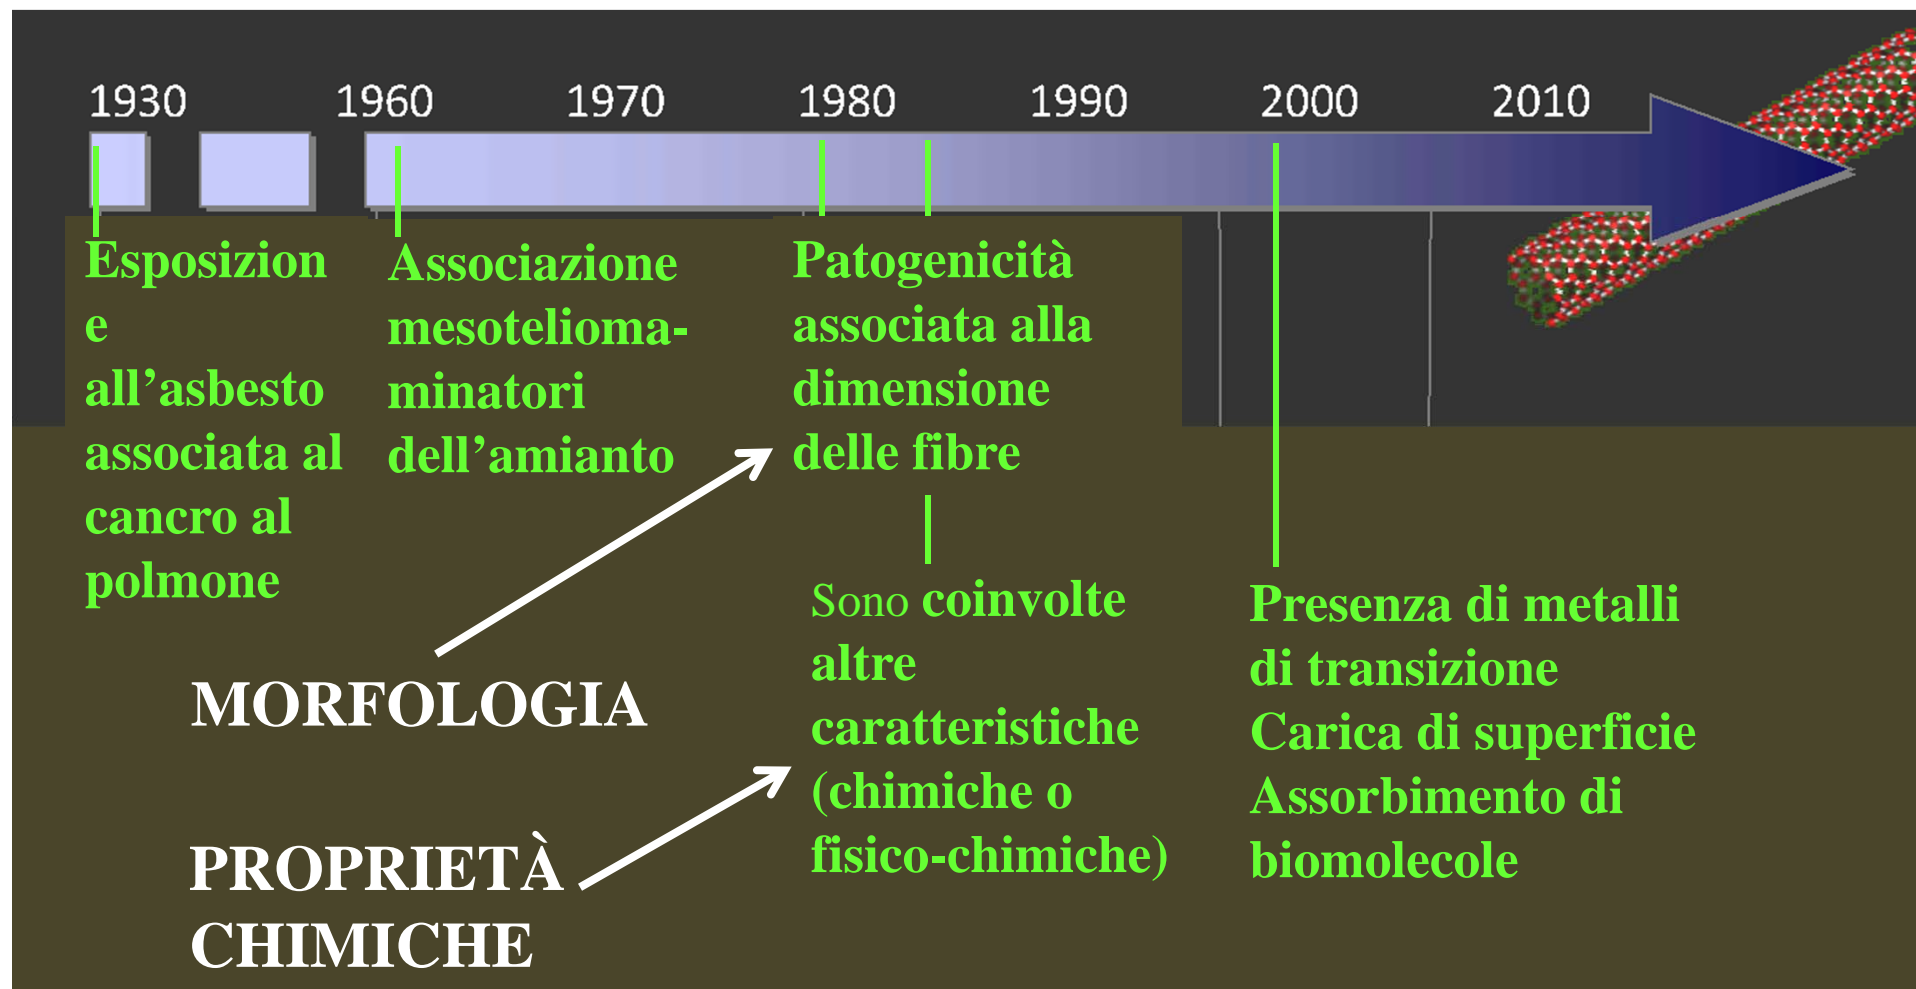 1930 1960 1970 1980 1990 2000 2010
Esposizion
e
all’asbesto
associata al
cancro al
polmone
Associazione
mesotelioma-
minatori
dell’amianto
Patogenicità
associata alla
dimensione
delle fibre
Sono coinvolte
altre
caratteristiche
(chimiche o
fisico-chimiche)
Presenza di metalli
di transizione
Carica di superficie
Assorbimento di
biomolecole
MORFOLOGIA
PROPRIETÀ
CHIMICHE